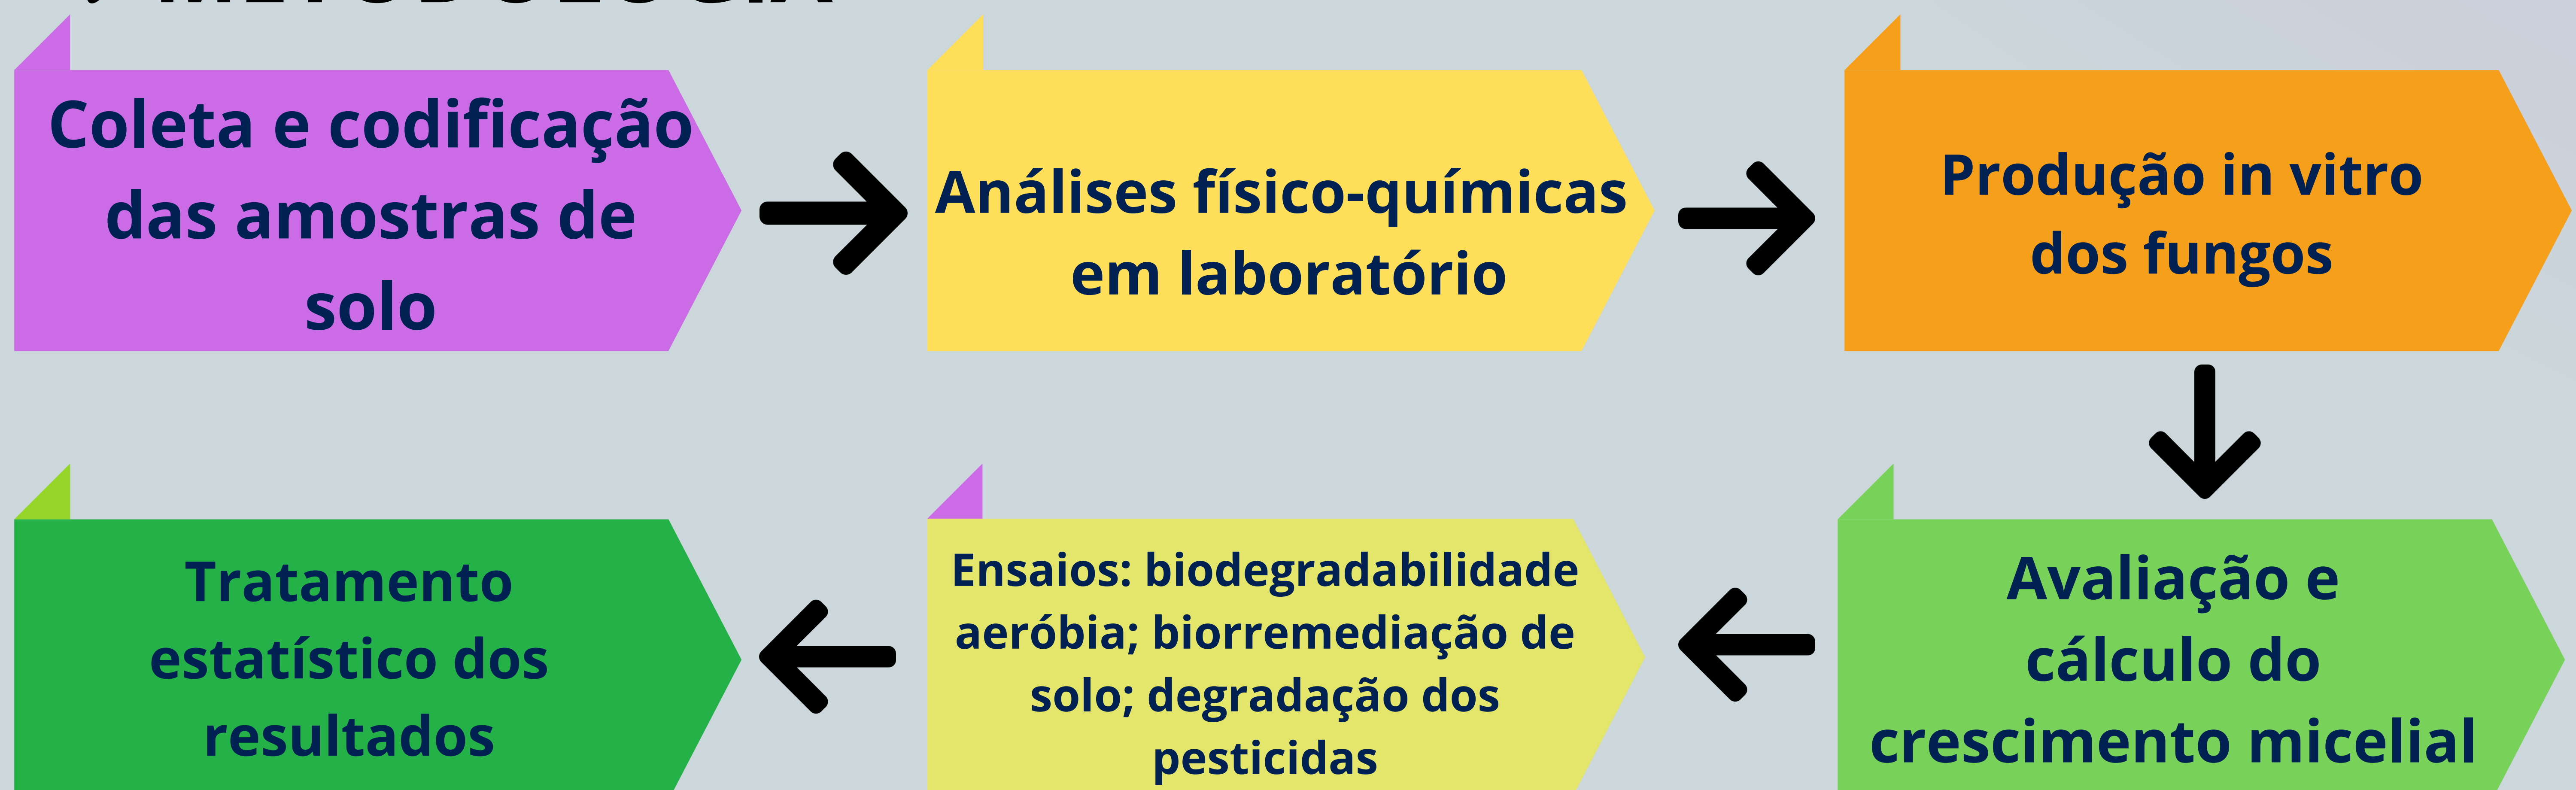 METODOLOGIA
Coleta e codificação
das amostras de
solo
Análises físico-químicas
em laboratório
Produção in vitro
dos fungos
Avaliação e
cálculo do
crescimento micelial
Ensaios: biodegradabilidade
aeróbia; biorremediação de
solo; degradação dos
pesticidas
Tratamento
estatístico dos
resultados